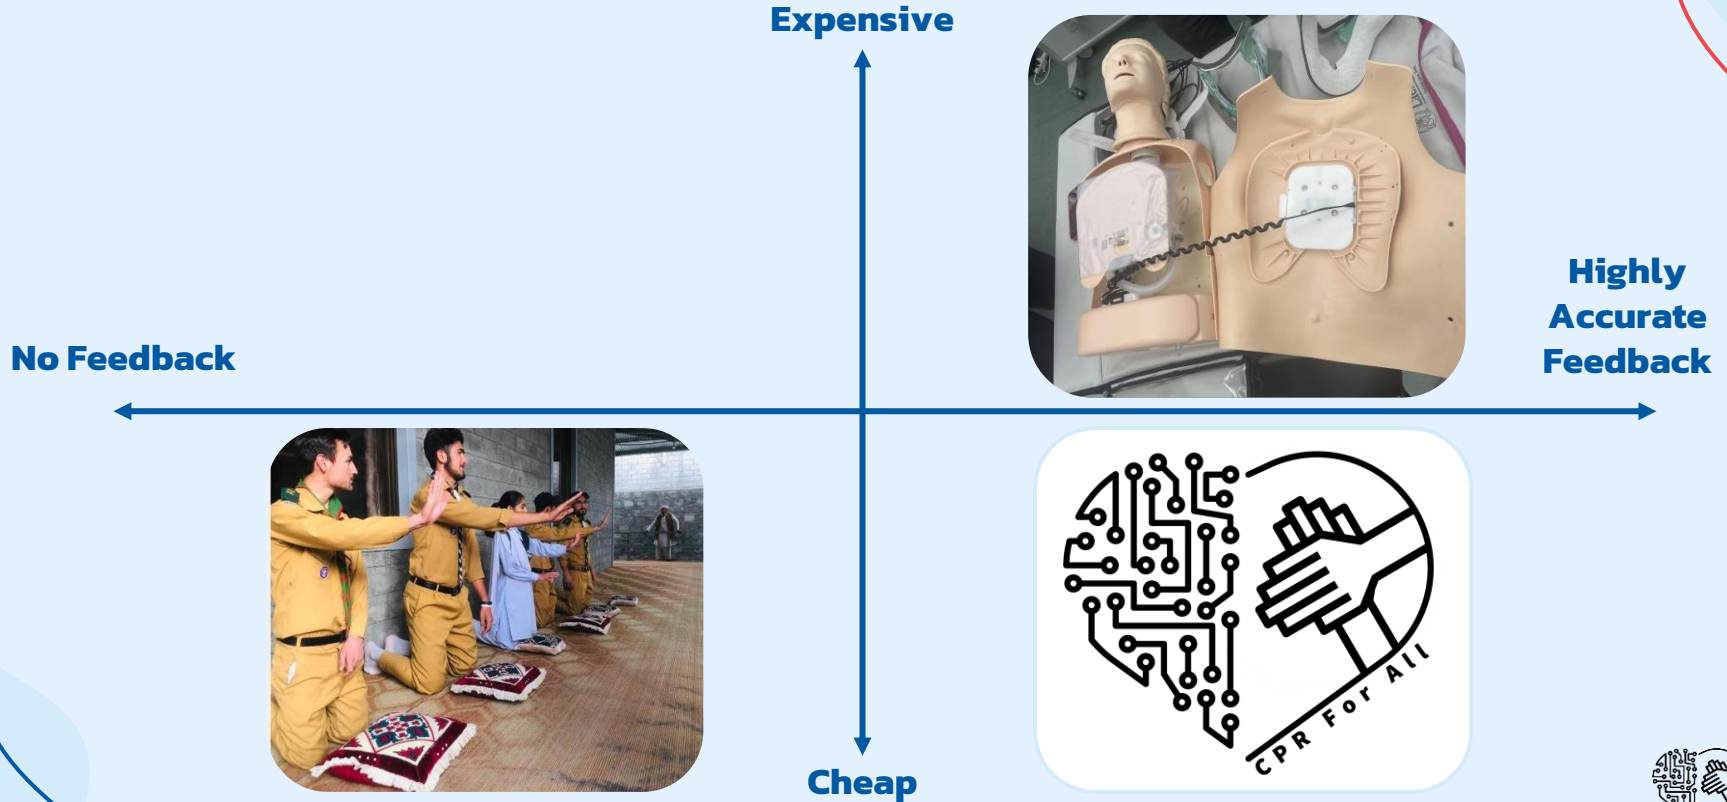 Expensive
No Feedback
Highly
Accurate
Feedback
CPR For All
Cheap